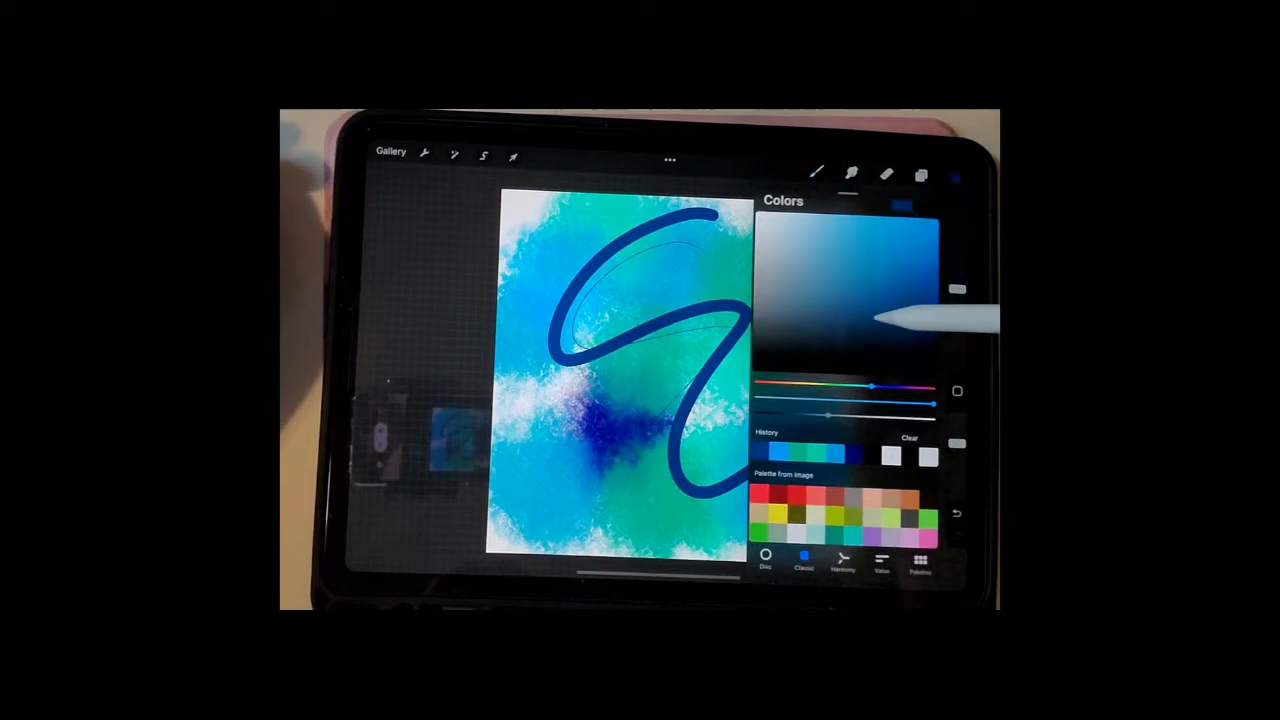 Gallery
Colors
History
Clear
Palette from image
Disc
Classic
Harmony
Value
Palettes